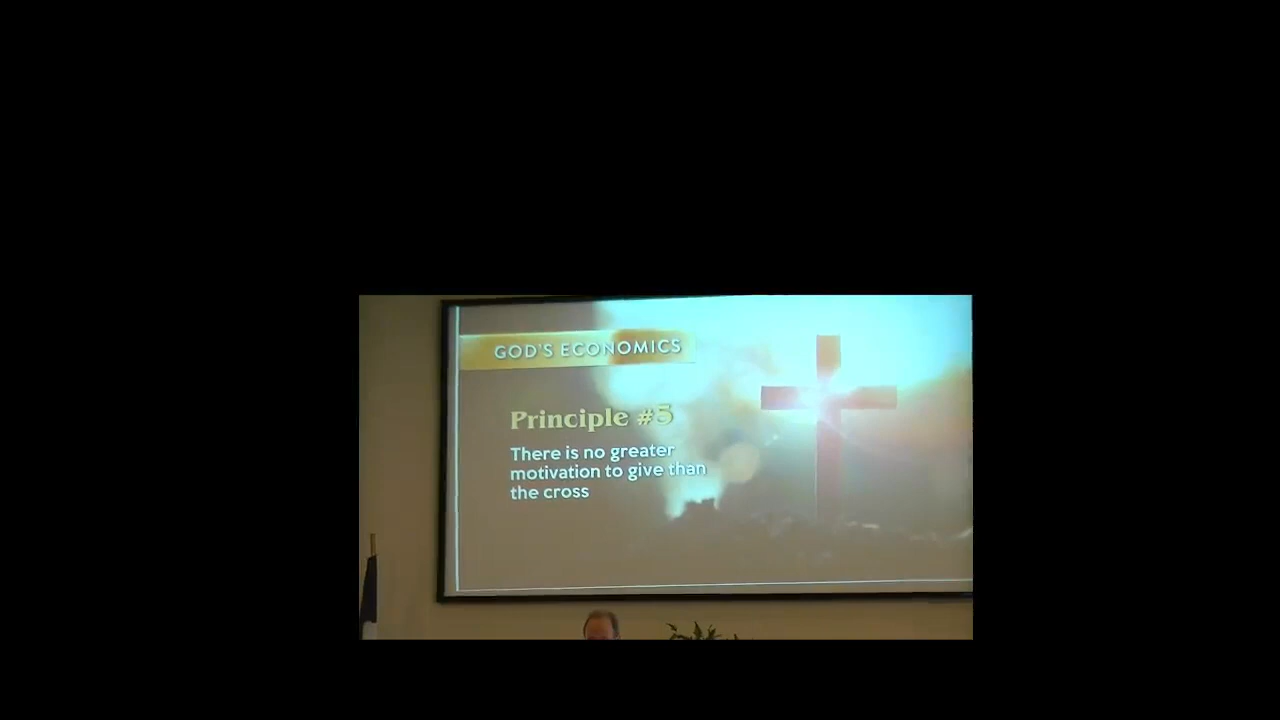 GOD'S ECONOMICS
Principle #5
There is no greater
motivation to give than
the cross